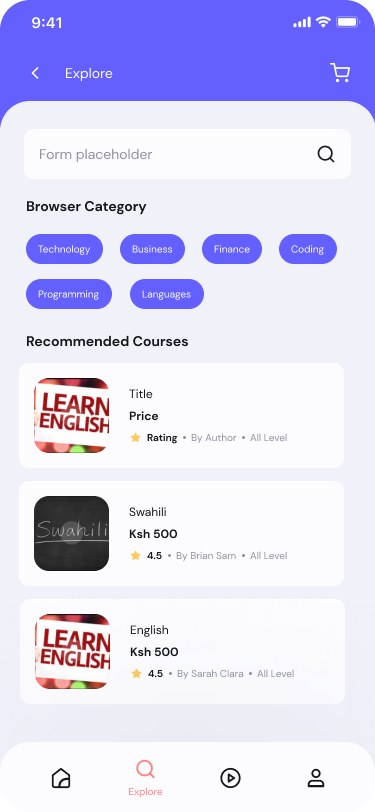 9:41
Explore
Form placeholder
Browser Category
Technology
Business
Finance
Coding
Programming
Languages
Recommended Courses
LEARN
ENGLISH
Title
Price
Rating • By Author • All Level
Swahili
Swahili
Ksh 500
4.5 • By Brian Sam • All Level
LEARN
ENGLISH
English
Ksh 500
4.5 • By Sarah Clara • All Level
Explore